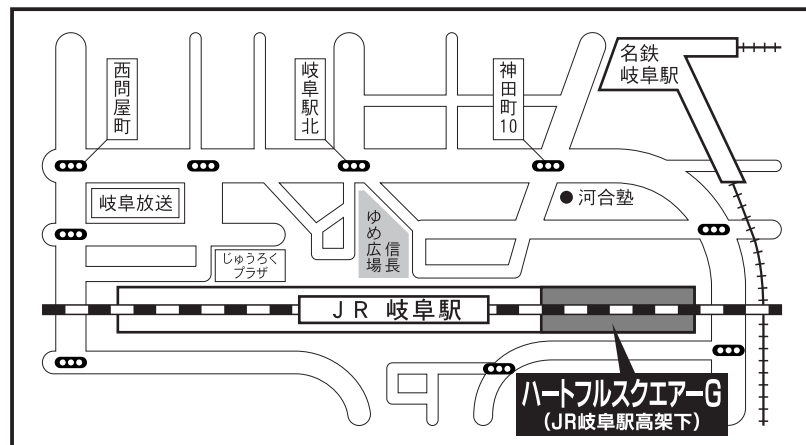 西問屋町
岐阜駅北
神田町10
名鉄
岐阜駅
岐阜放送
じゅうろく
プラザ
信長
ゆめ広場
河合塾
JR 岐阜駅
ハートフルスクエアーG
(JR岐阜駅高架下)